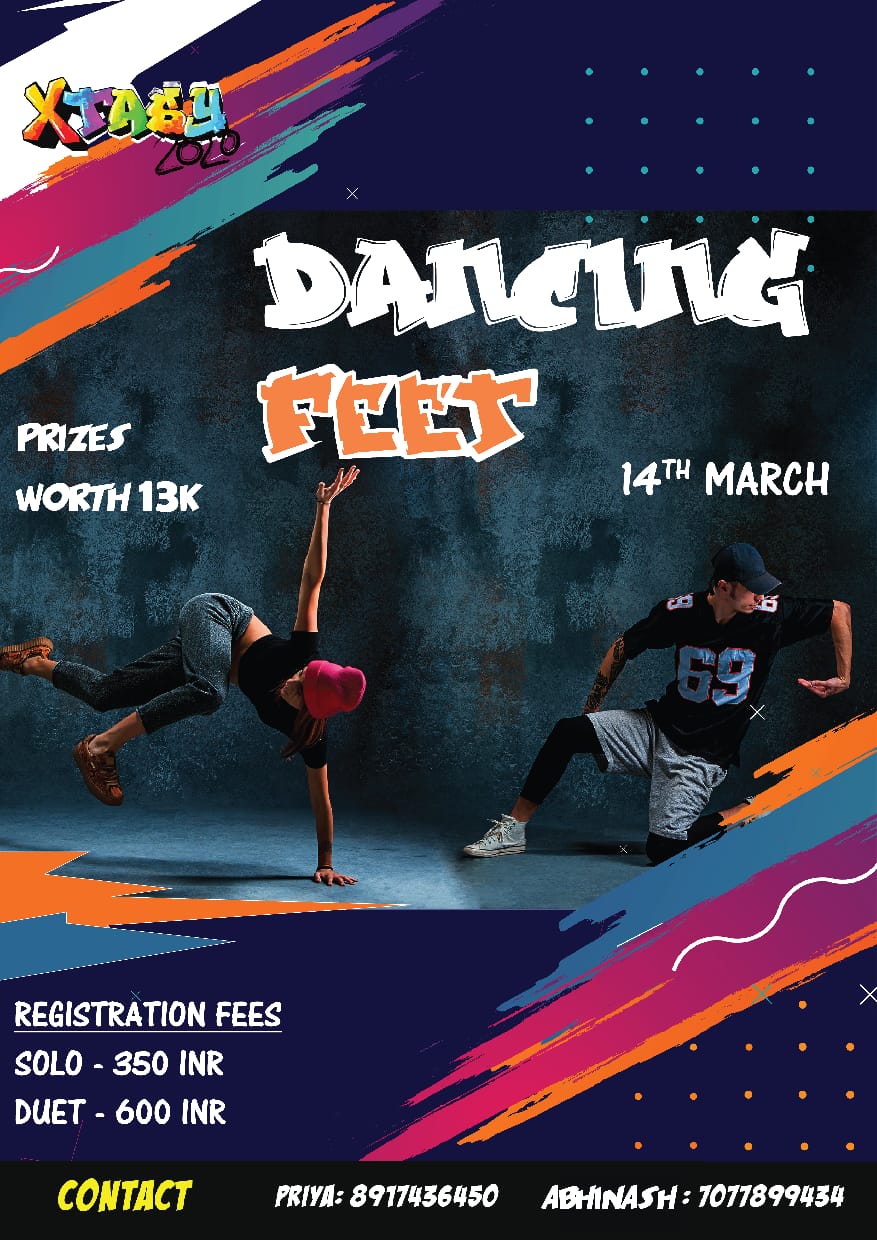 XTASY
2020
DANCING
FEET
PRIZES
WORTH 13K
14TH MARCH
69
69
REGISTRATION FEES
SOLO - 350 INR
DUET - 600 INR
CONTACT
PRIYA: 8917436450
ABHINASH : 7077899434